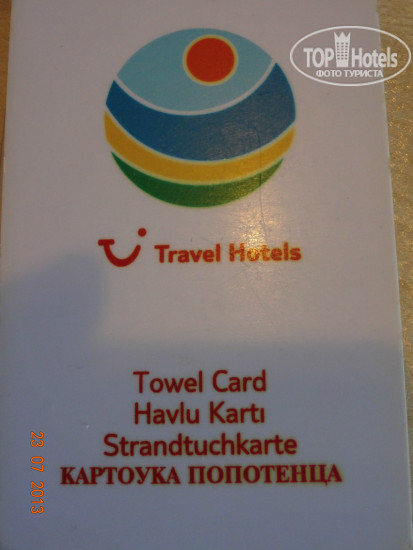 TOP Hotels
ФОТО ТУРИСТА
Travel Hotels
Towel Card
Havlu Kartı
Strandtuchkarte
КАРТОУКА ПОПОТЕНЦА
23 07 2013